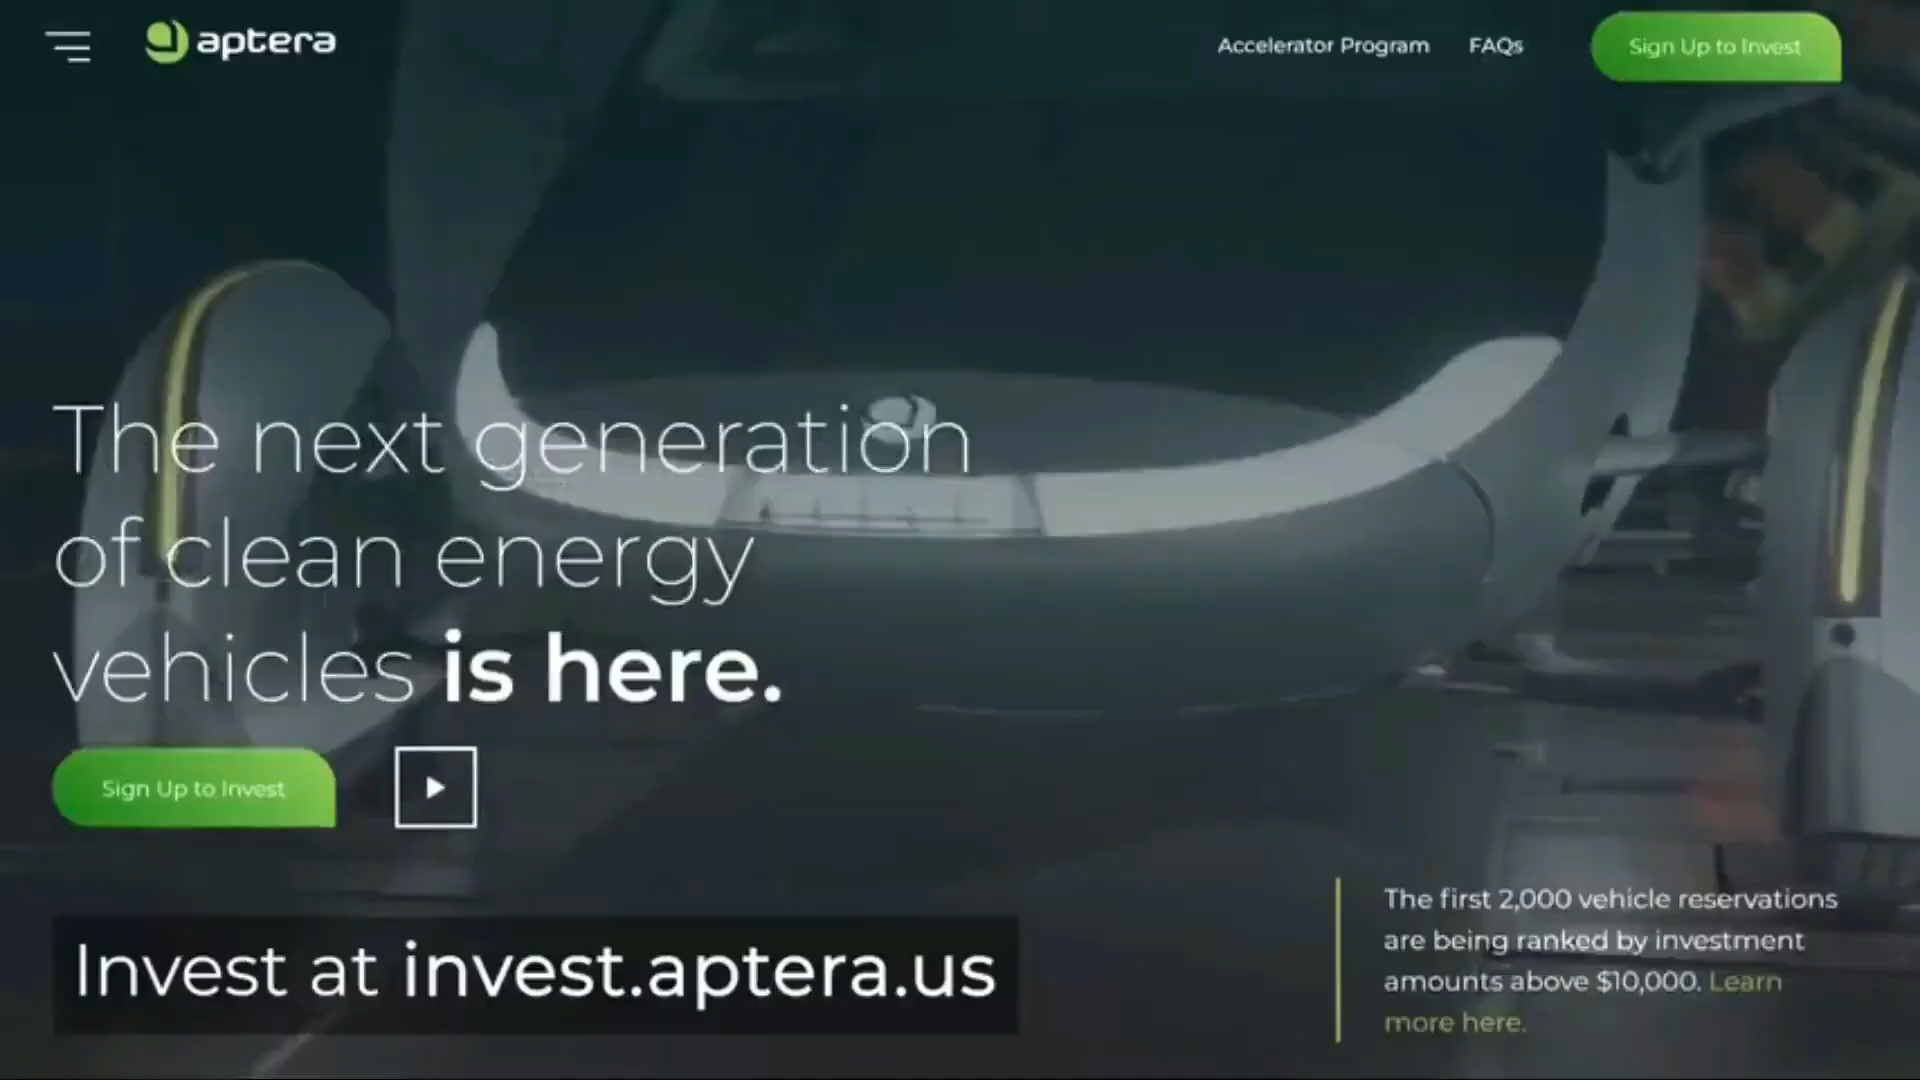 aptera
Accelerator Program
FAQs
Sign Up to Invest
The next generation
of clean energy
vehicles is here.
Sign Up to Invest
Invest at invest.aptera.us
The first 2,000 vehicle reservations
are being ranked by investment
amounts above $10,000. Learn
more here.